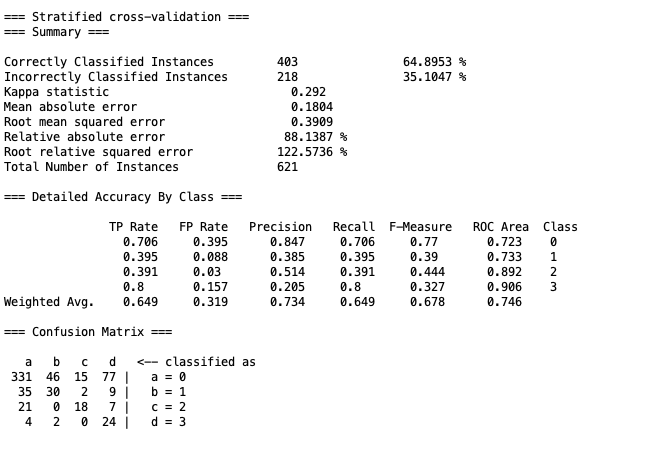 === Stratified cross-validation ===
=== Summary ===
Correctly Classified Instances 403 64.8953 %
Incorrectly Classified Instances 218 35.1047 %
Kappa statistic 0.292
Mean absolute error 0.1804
Root mean squared error 0.3909
Relative absolute error 88.1387 %
Root relative squared error 122.5736 %
Total Number of Instances 621
=== Detailed Accuracy By Class ===
TP Rate FP Rate Precision Recall F-Measure ROC Area Class
0.706 0.395 0.847 0.706 0.77 0.723 0
0.395 0.088 0.385 0.395 0.39 0.733 1
0.391 0.03 0.514 0.391 0.444 0.892 2
0.8 0.157 0.205 0.8 0.327 0.906 3
Weighted Avg. 0.649 0.319 0.734 0.649 0.678 0.746
=== Confusion Matrix ===
a b c d <-- classified as
331 46 15 77 | a = 0
35 30 2 9 | b = 1
21 0 18 7 | c = 2
4 2 0 24 | d = 3